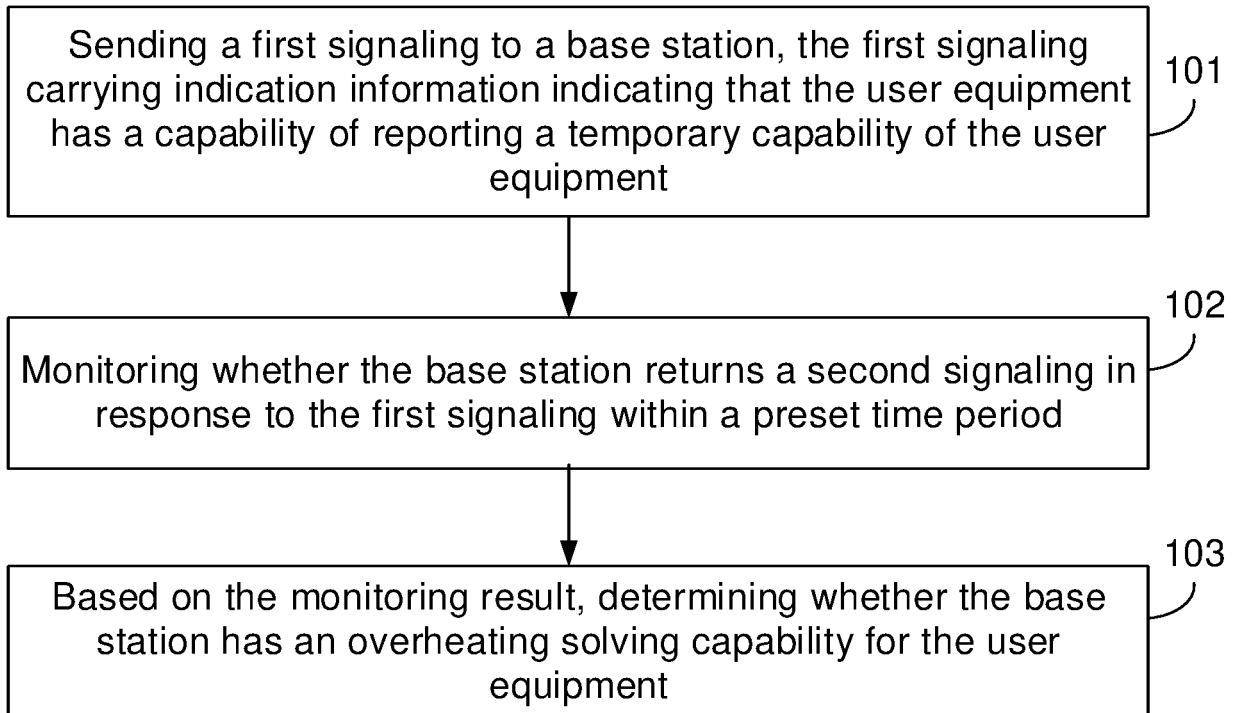 Sending a first signaling to a base station, the first signaling
carrying indication information indicating that the user equipment
has a capability of reporting a temporary capability of the user
equipment
101
Monitoring whether the base station returns a second signaling in
response to the first signaling within a preset time period
102
Based on the monitoring result, determining whether the base
station has an overheating solving capability for the user
equipment
103